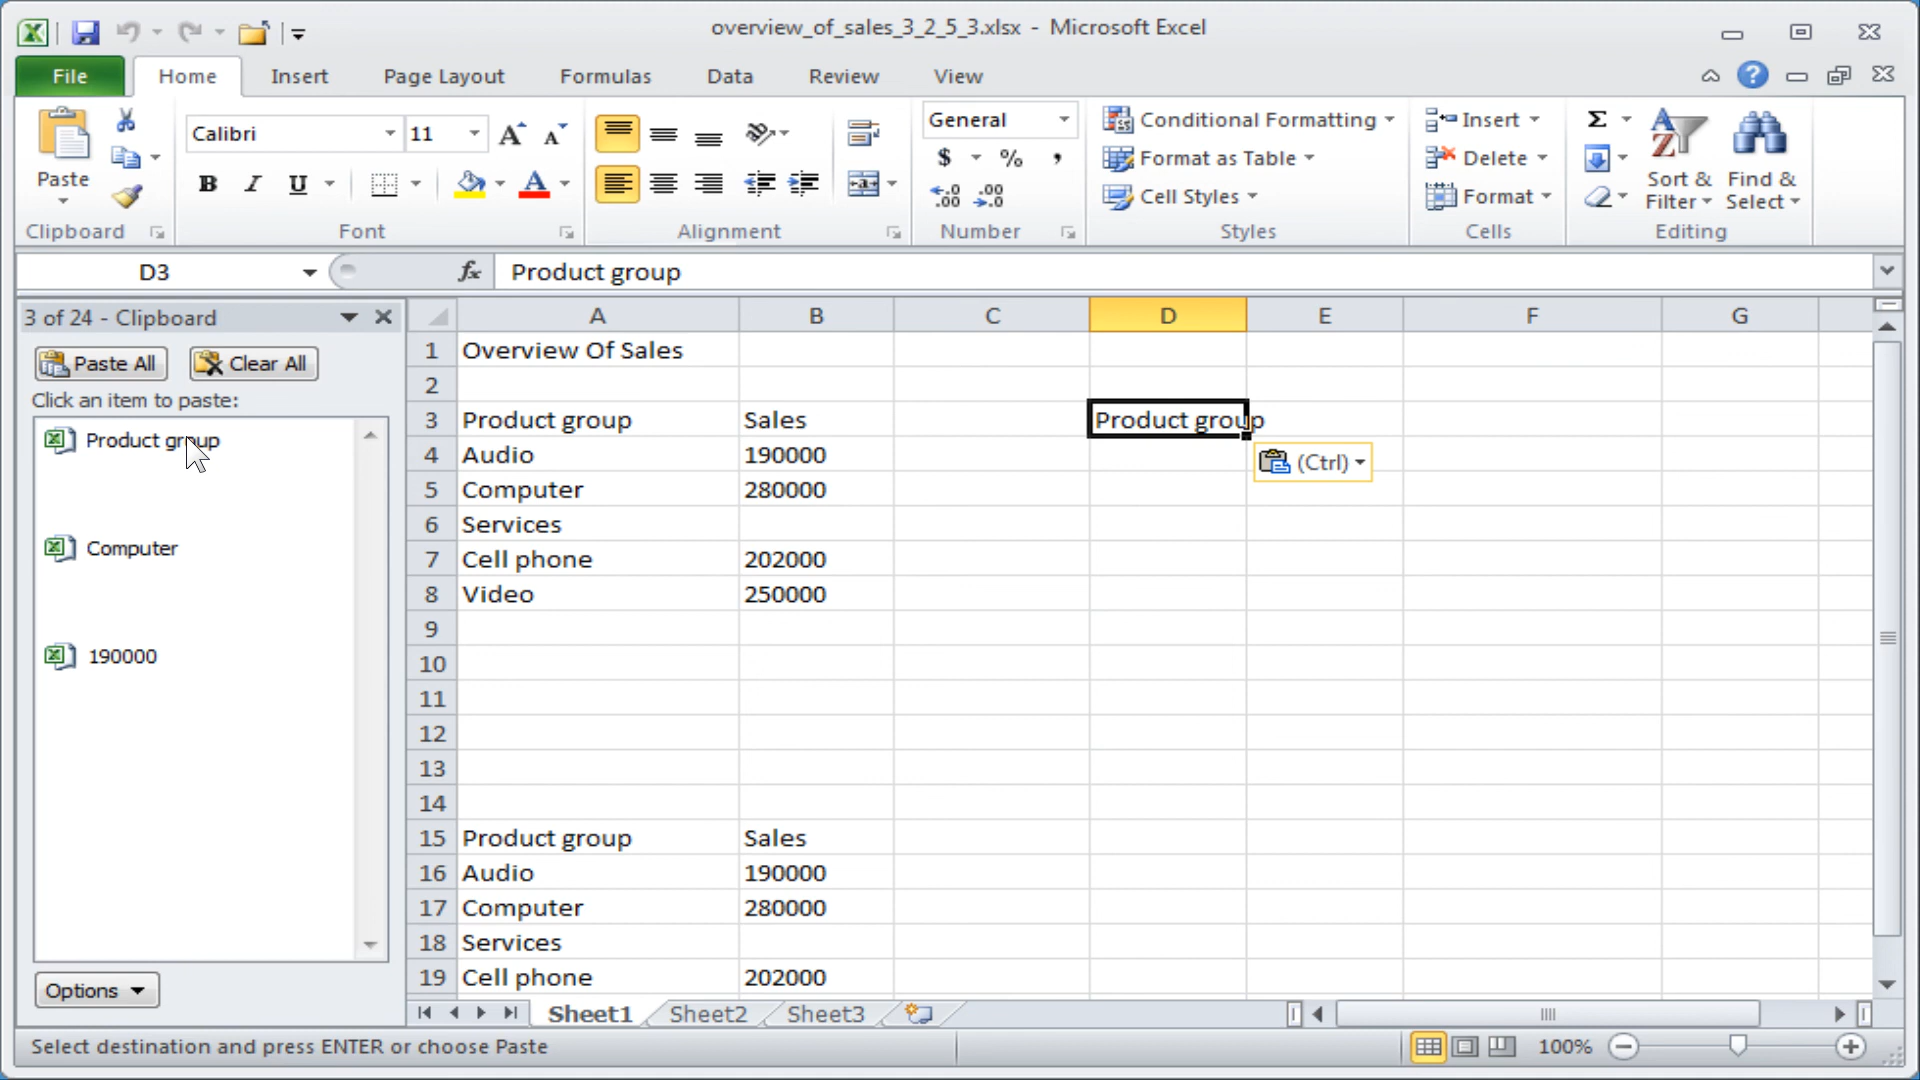 overview_of_sales_3_2_5_3.xlsx - Microsoft Excel
File Home Insert Page Layout Formulas Data Review View
Calibri 11 General Conditional Formatting Insert
Format as Table Delete
Paste Cell Styles Format Sort & Filter Find & Select
Clipboard Font Alignment Number Styles Cells Editing
D3 fx Product group
3 of 24 - Clipboard
Paste All Clear All
Click an item to paste:
Product group
Computer
190000
Options
A B C D E F G
1 Overview Of Sales
2
3 Product group Sales Product group
4 Audio 190000
(Ctrl)
5 Computer 280000
6 Services
7 Cell phone 202000
8 Video 250000
9
10
11
12
13
14
15 Product group Sales
16 Audio 190000
17 Computer 280000
18 Services
19 Cell phone 202000
Sheet1 Sheet2 Sheet3
Select destination and press ENTER or choose Paste 100%